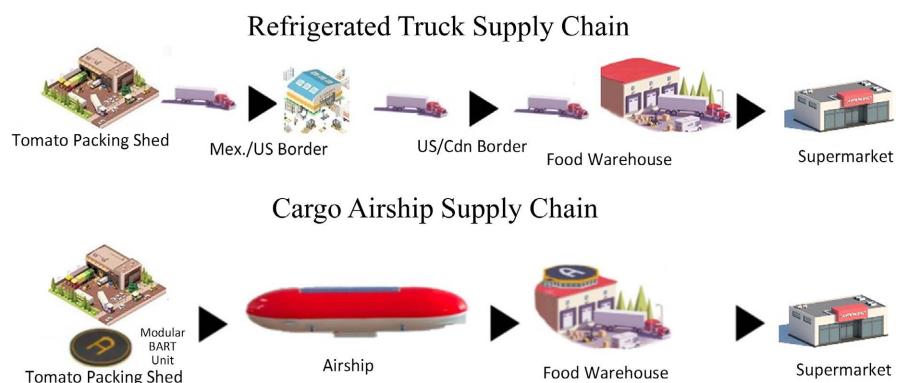 Refrigerated Truck Supply Chain
Tomato Packing Shed
Mex./US Border
US/Cdn Border
Food Warehouse
Supermarket
Cargo Airship Supply Chain
A
Modular
BART
Unit
Tomato Packing Shed
Airship
A
Food Warehouse
Supermarket